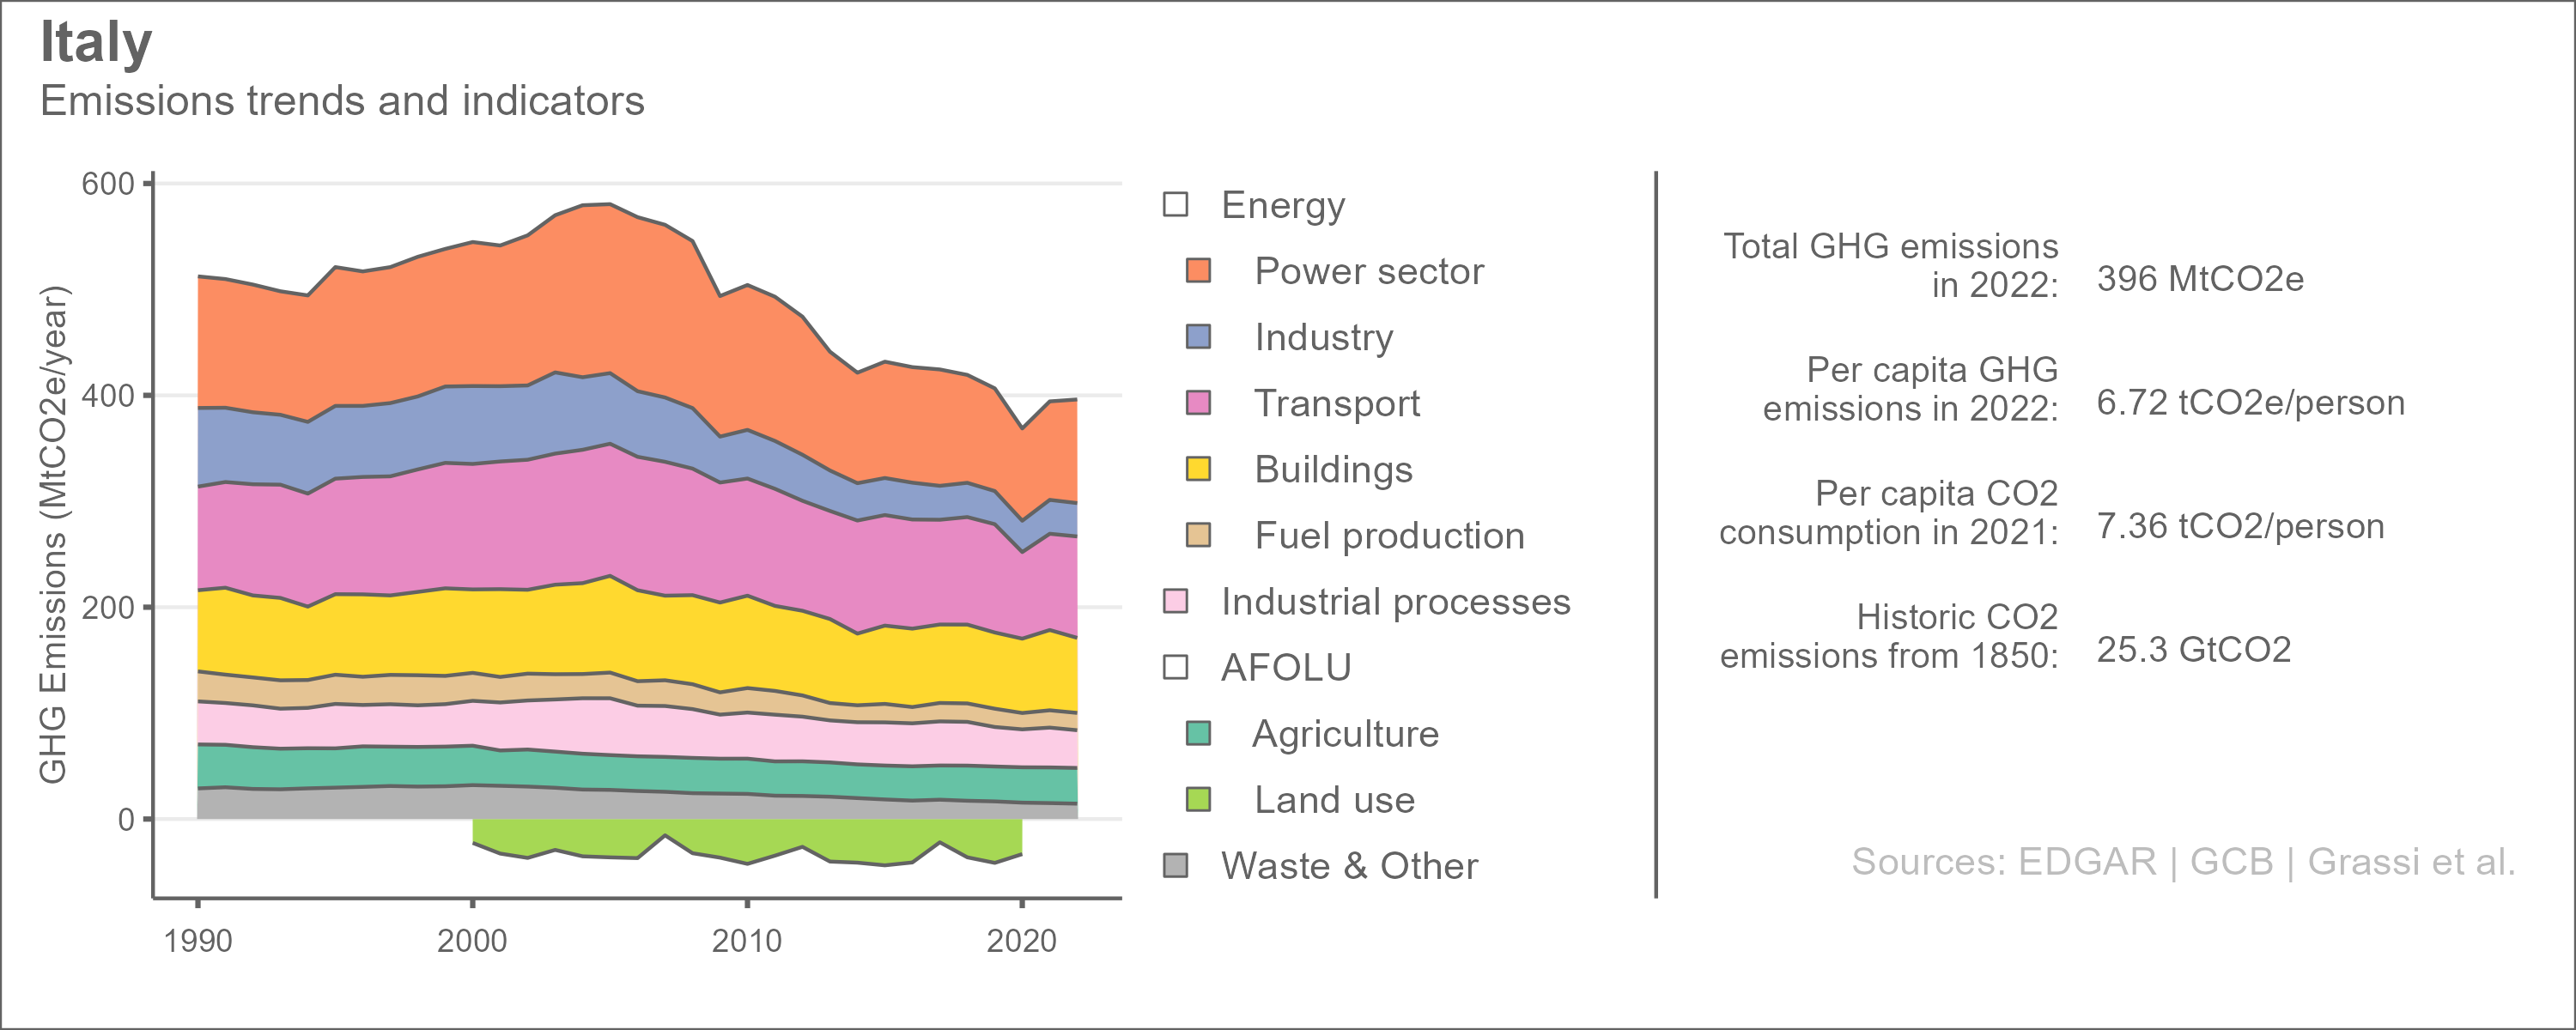 Italy
Emissions trends and indicators
GHG Emissions (MtCO2e/year)
600
400
200
0
1990
2000
2010
2020
Energy
Power sector
Industry
Transport
Buildings
Fuel production
Industrial processes
AFOLU
Agriculture
Land use
Waste & Other
Total GHG emissions
in 2022:
396 MtCO2e
Per capita GHG
emissions in 2022:
6.72 tCO2e/person
Per capita CO2
consumption in 2021:
7.36 tCO2/person
Historic CO2
emissions from 1850:
25.3 GtCO2
Sources: EDGAR | GCB | Grassi et al.